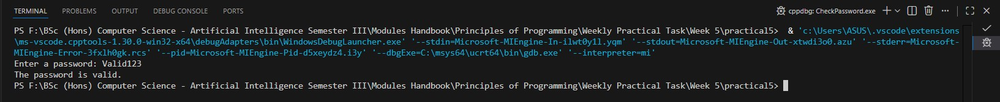 TERMINAL PROBLEMS OUTPUT DEBUG CONSOLE PORTS cppdbg: CheckPassword.exe
PS F:\BSc (Hons) Computer Science - Artificial Intelligence Semester III\Modules Handbook\Principles of Programming\Weekly Practical Task\Week 5\practical5>  & 'c:\Users\ASUS\.vscode\extensions
\ms-vscode.cpptools-1.30.0-win32-x64\debugAdapters\bin\WindowsDebugLauncher.exe' '--stdin=Microsoft-MIEngine-In-ilwt0y1l.yqm' '--stdout=Microsoft-MIEngine-Out-xtwdi3o0.azu' '--stderr=Microsoft-
MIEngine-Error-3fxlh0gk.rcs' '--pid=Microsoft-MIEngine-Pid-d5xeydz4.i3y' '--dbgExe=C:\msys64\ucrt64\bin\gdb.exe' '--interpreter=mi'
Enter a password: Valid123
The password is valid.
PS F:\BSc (Hons) Computer Science - Artificial Intelligence Semester III\Modules Handbook\Principles of Programming\Weekly Practical Task\Week 5\practical5>